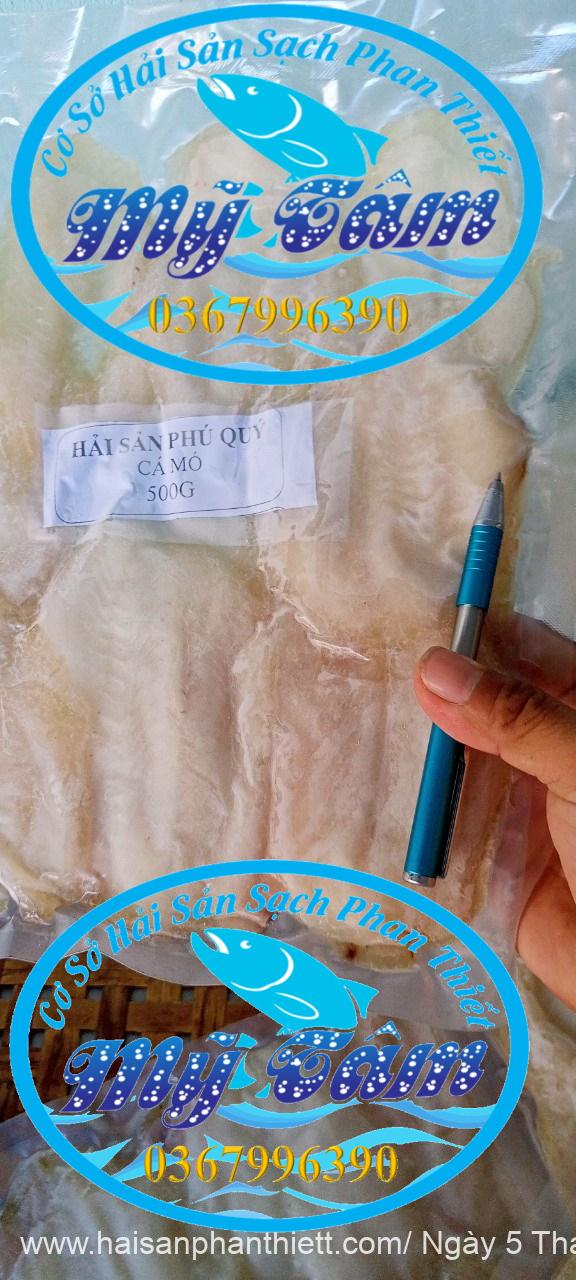 Cơ Sở Hải Sản Sạch Phan Thiết
Mỹ Tâm
0367996390
HẢI SẢN PHÚ QUÝ
CÁ MÓ
500G
Cơ Sở Hải Sản Sạch Phan Thiết
Mỹ Tâm
0367996390
www.haisanphanthiett.com/ Ngày 5 Thá